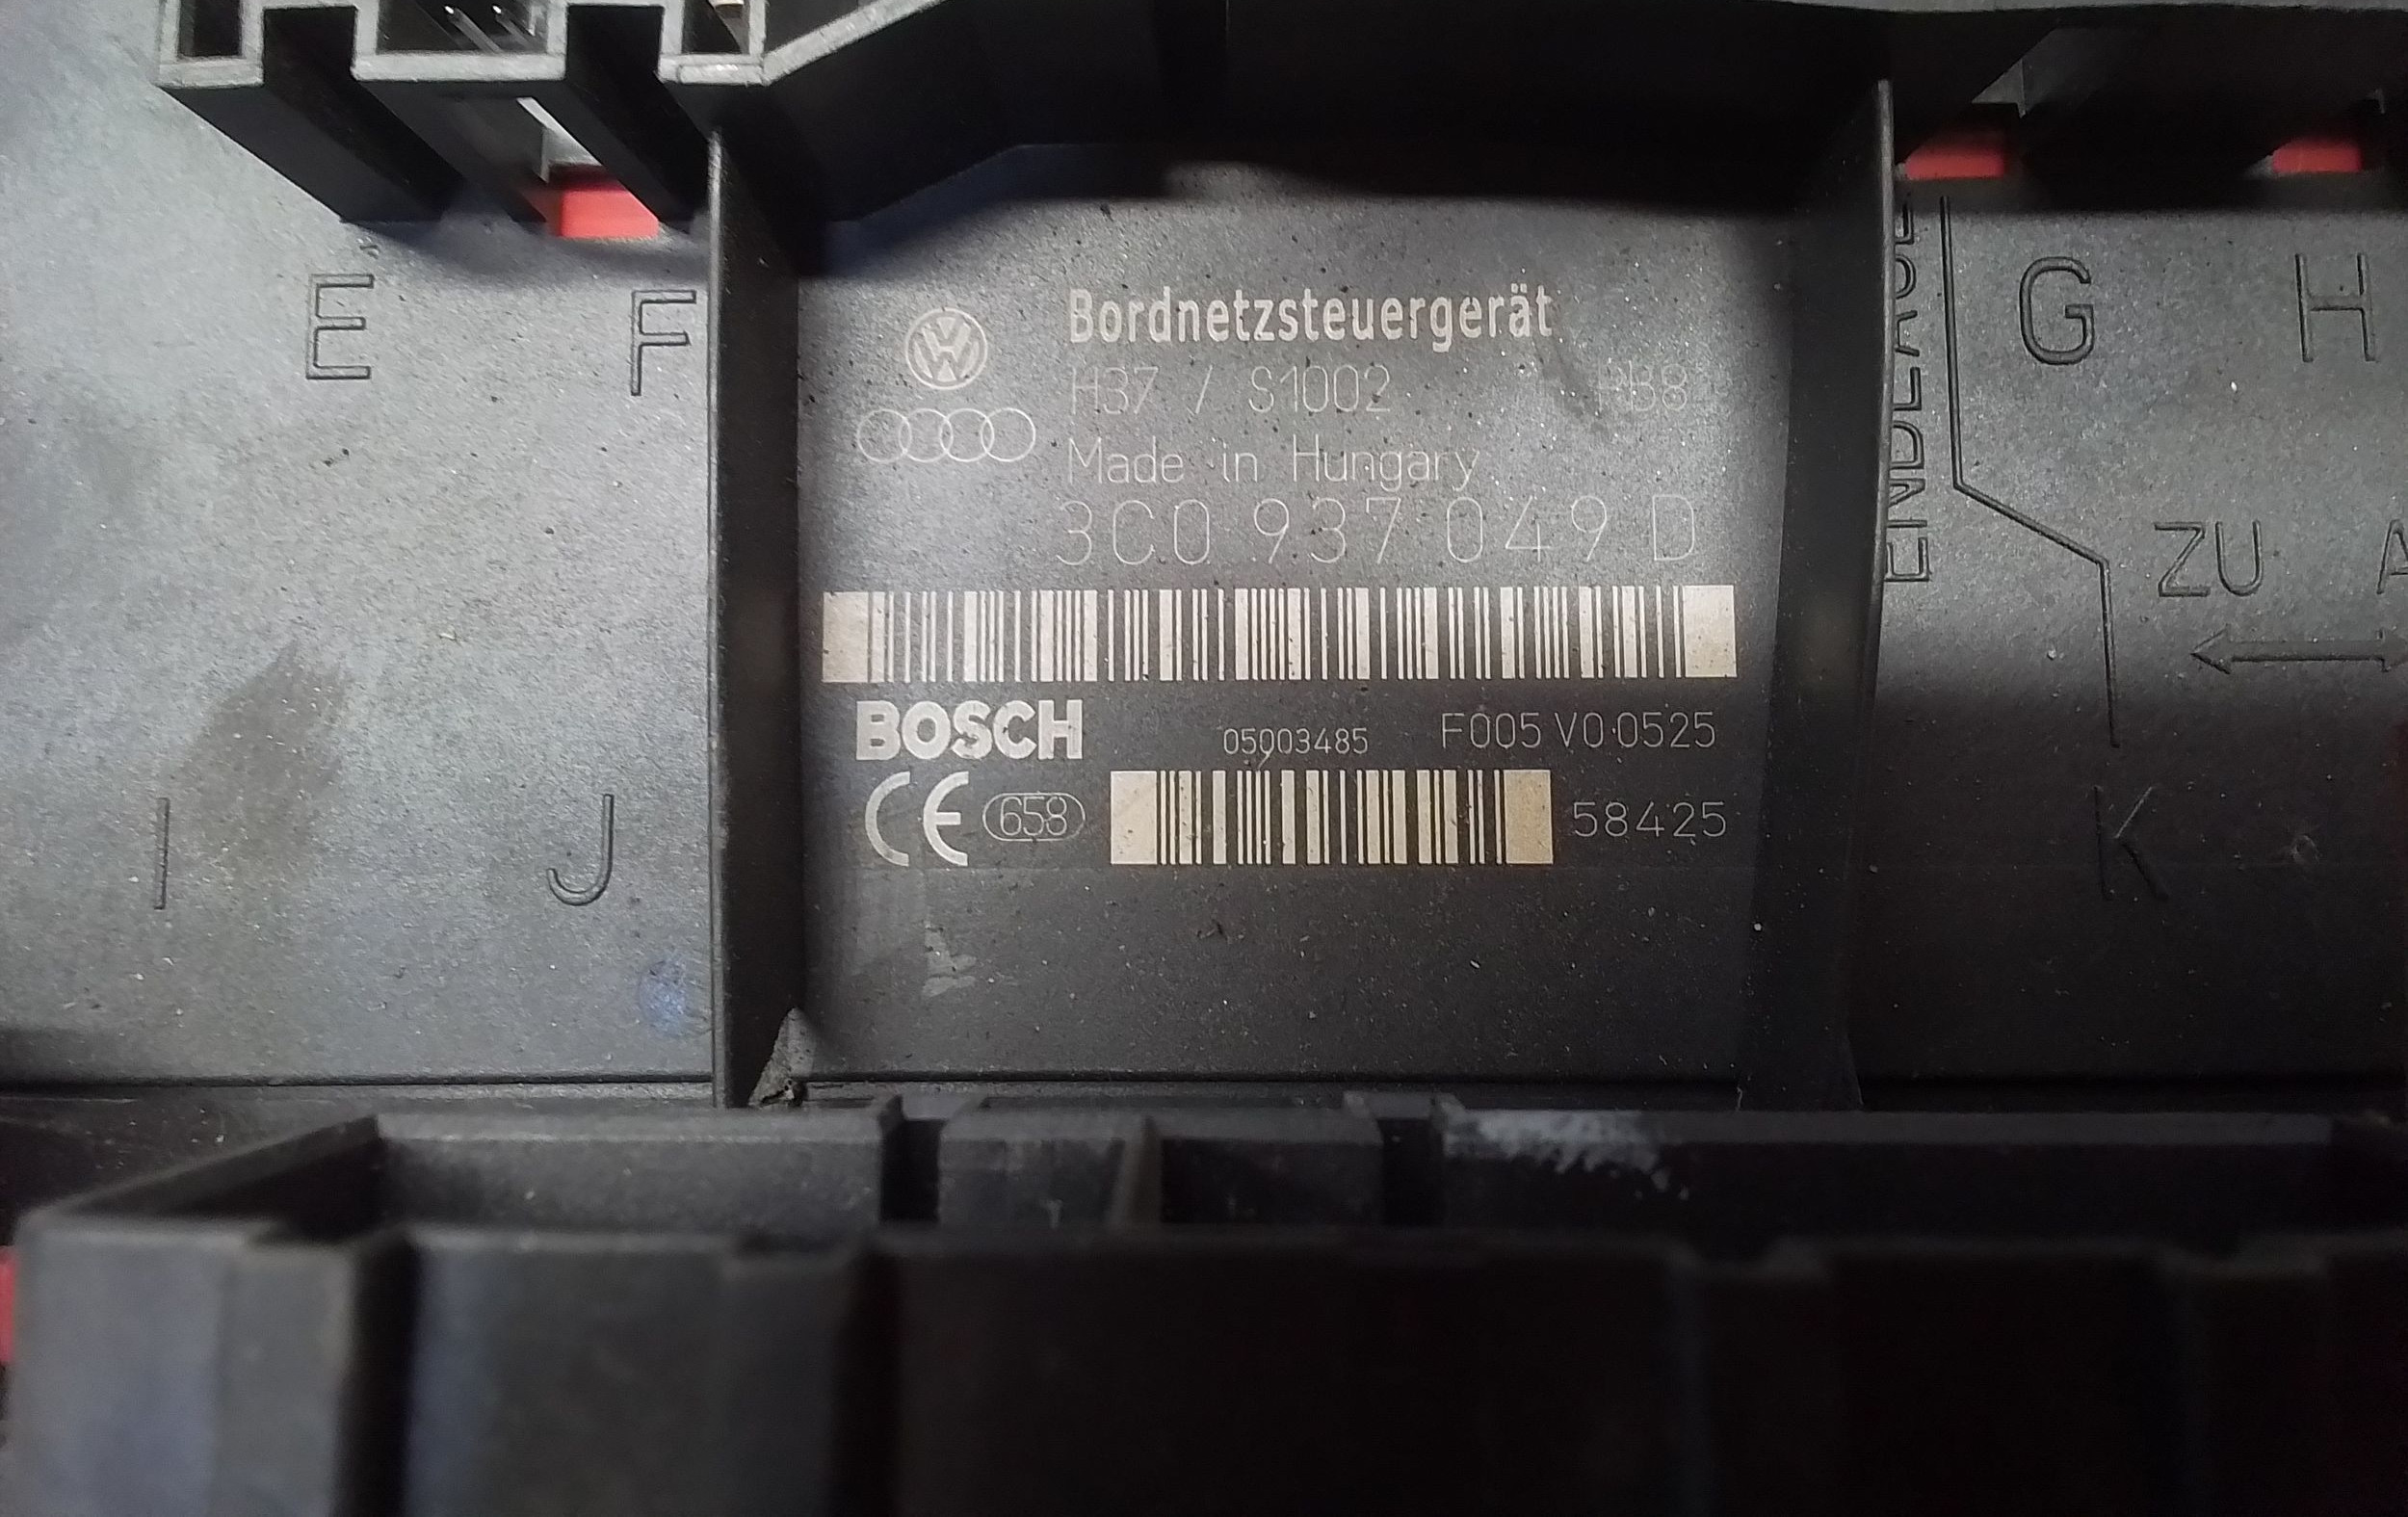 E
F
Bordnetzsteuergerät
H37 / S1002
Made in Hungary
3C0 937 049 D
BOSCH
05003485
F005 V0 0525
CE
658
58425
I
J
G
H
ZU
K